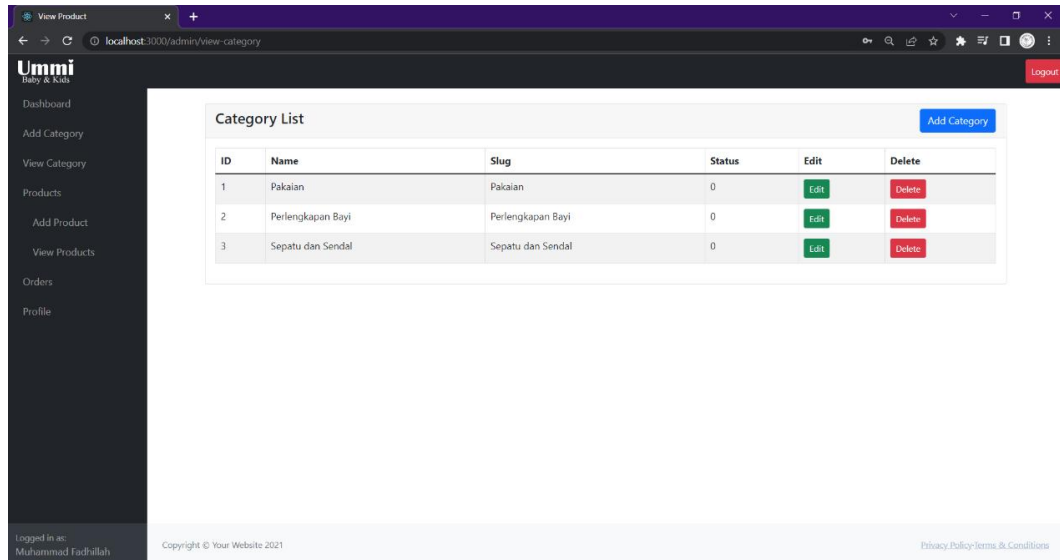 View Product
localhost:3000/admin/view-category
Ummi
Baby & Kids
Logout
Dashboard
Add Category
View Category
Products
Add Product
View Products
Orders
Profile
Category List
Add Category
ID Name Slug Status Edit Delete
1 Pakaian Pakaian 0 Edit Delete
2 Perlengkapan Bayi Perlengkapan Bayi 0 Edit Delete
3 Sepatu dan Sendal Sepatu dan Sendal 0 Edit Delete
Logged in as:
Muhammad Fadhillah
Copyright © Your Website 2021
Privacy Policy·Terms & Conditions